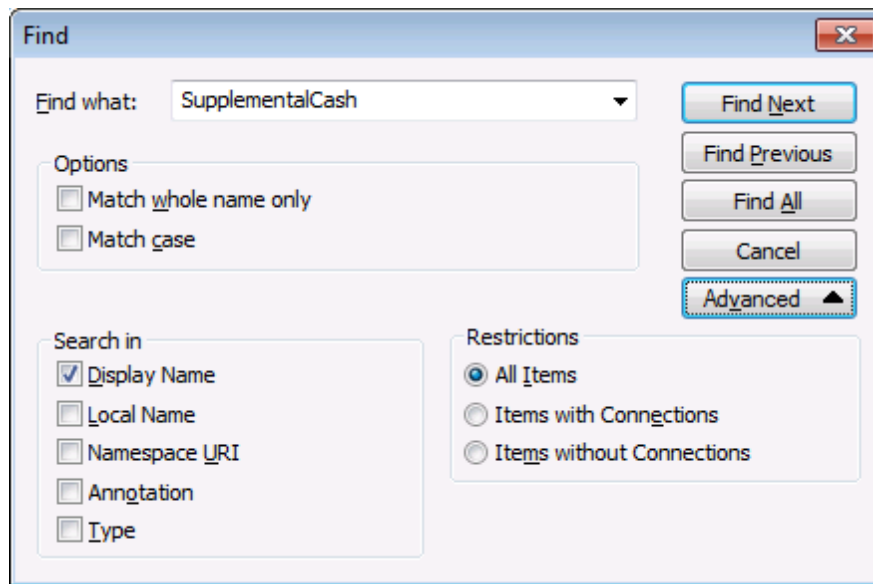 Find
Find what: SupplementalCash
Find Next
Options
Find Previous
Match whole name only
Find All
Match case
Cancel
Advanced
Search in
Restrictions
Display Name
All Items
Local Name
Items with Connections
Namespace URI
Items without Connections
Annotation
Type